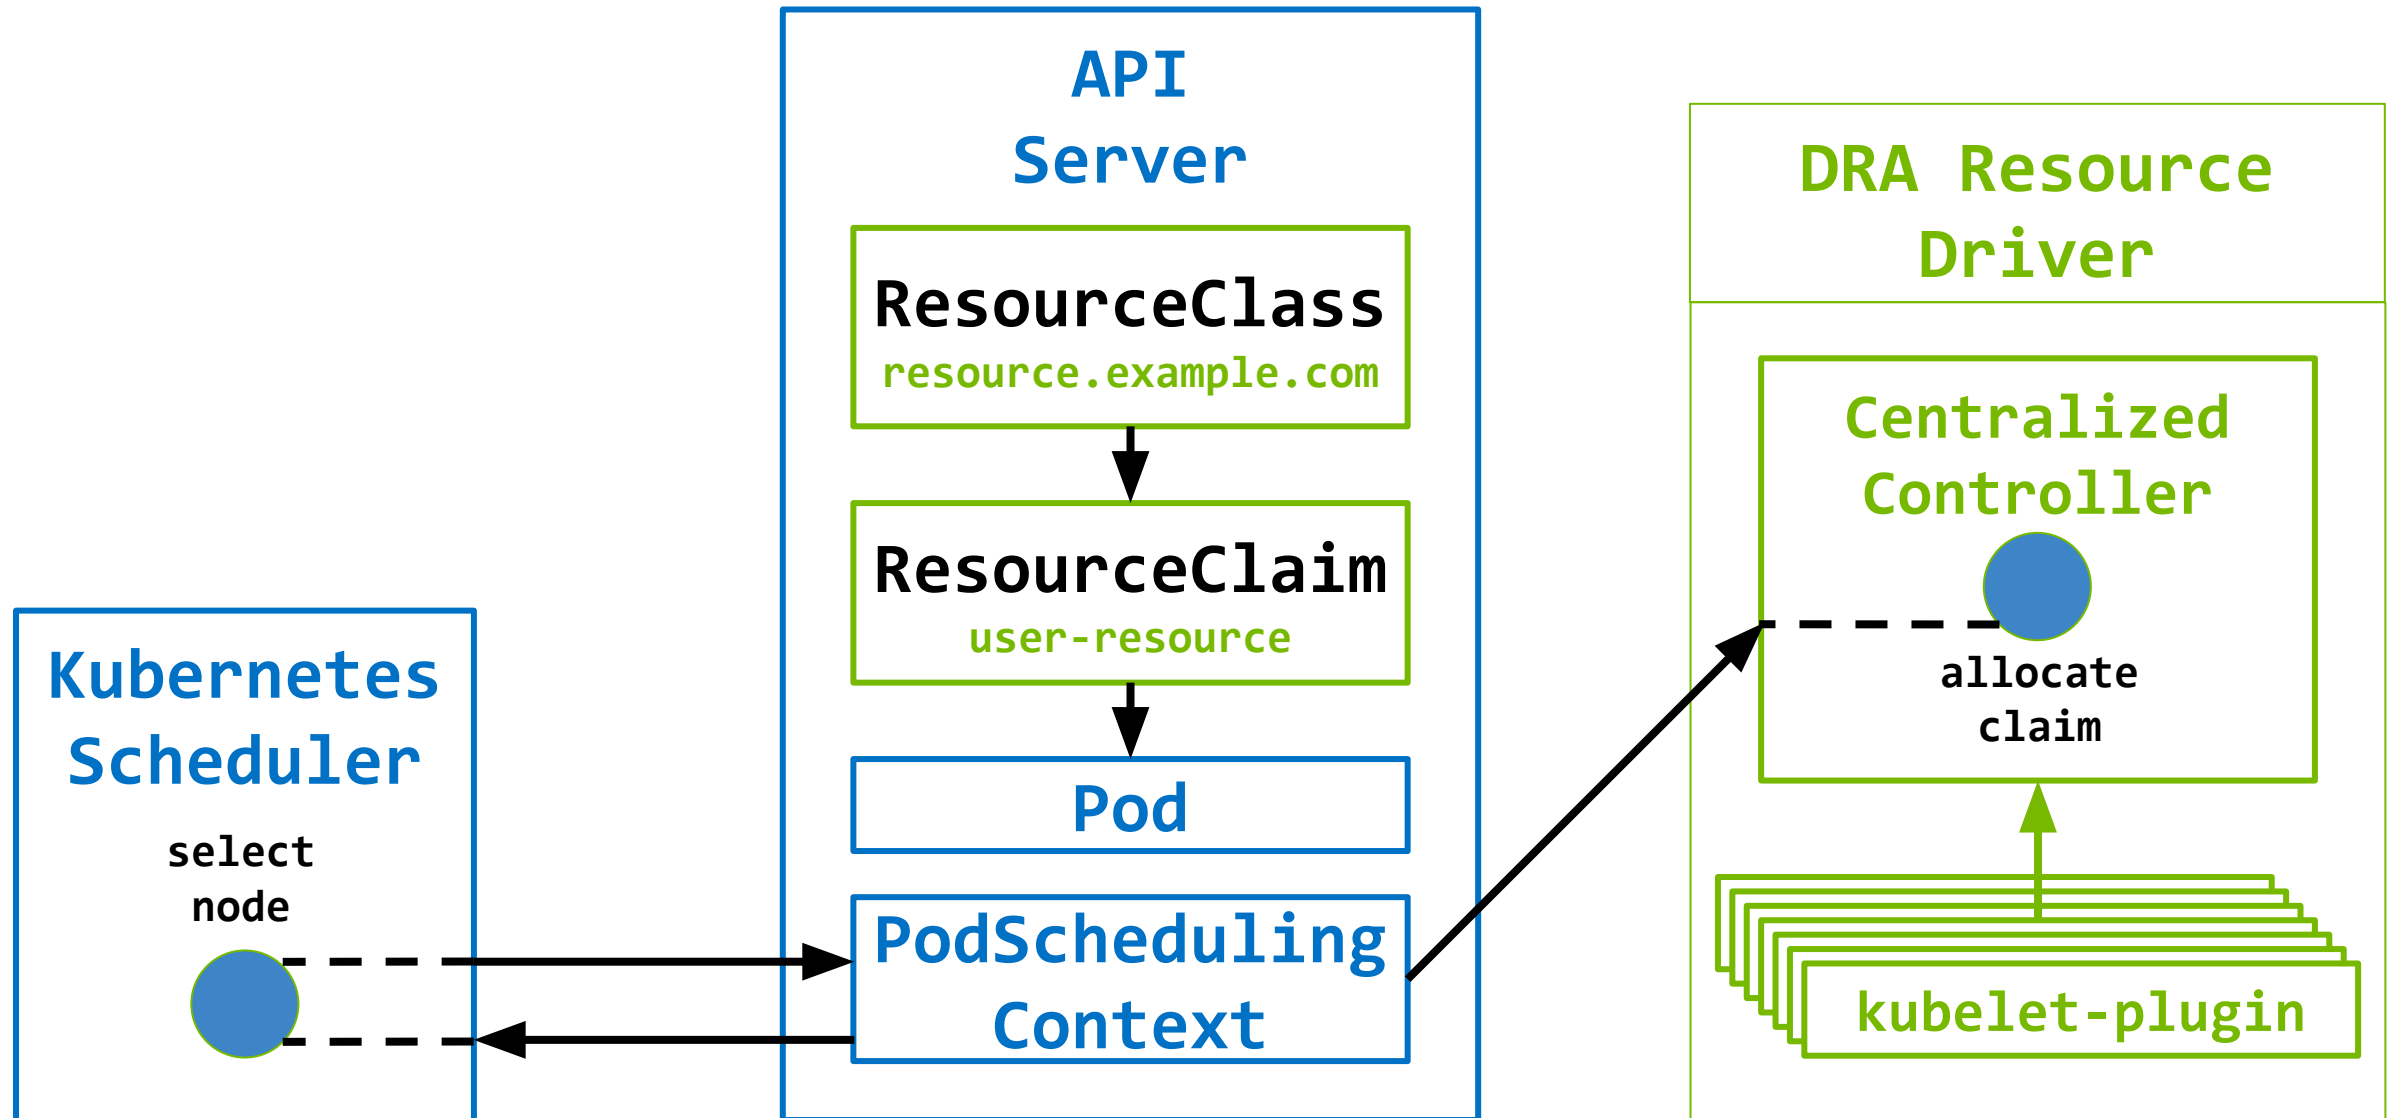 API
Server
ResourceClass
resource.example.com
ResourceClaim
user-resource
Pod
PodScheduling
Context
Kubernetes
Scheduler
select
node
DRA Resource
Driver
Centralized
Controller
allocate
claim
kubelet-plugin